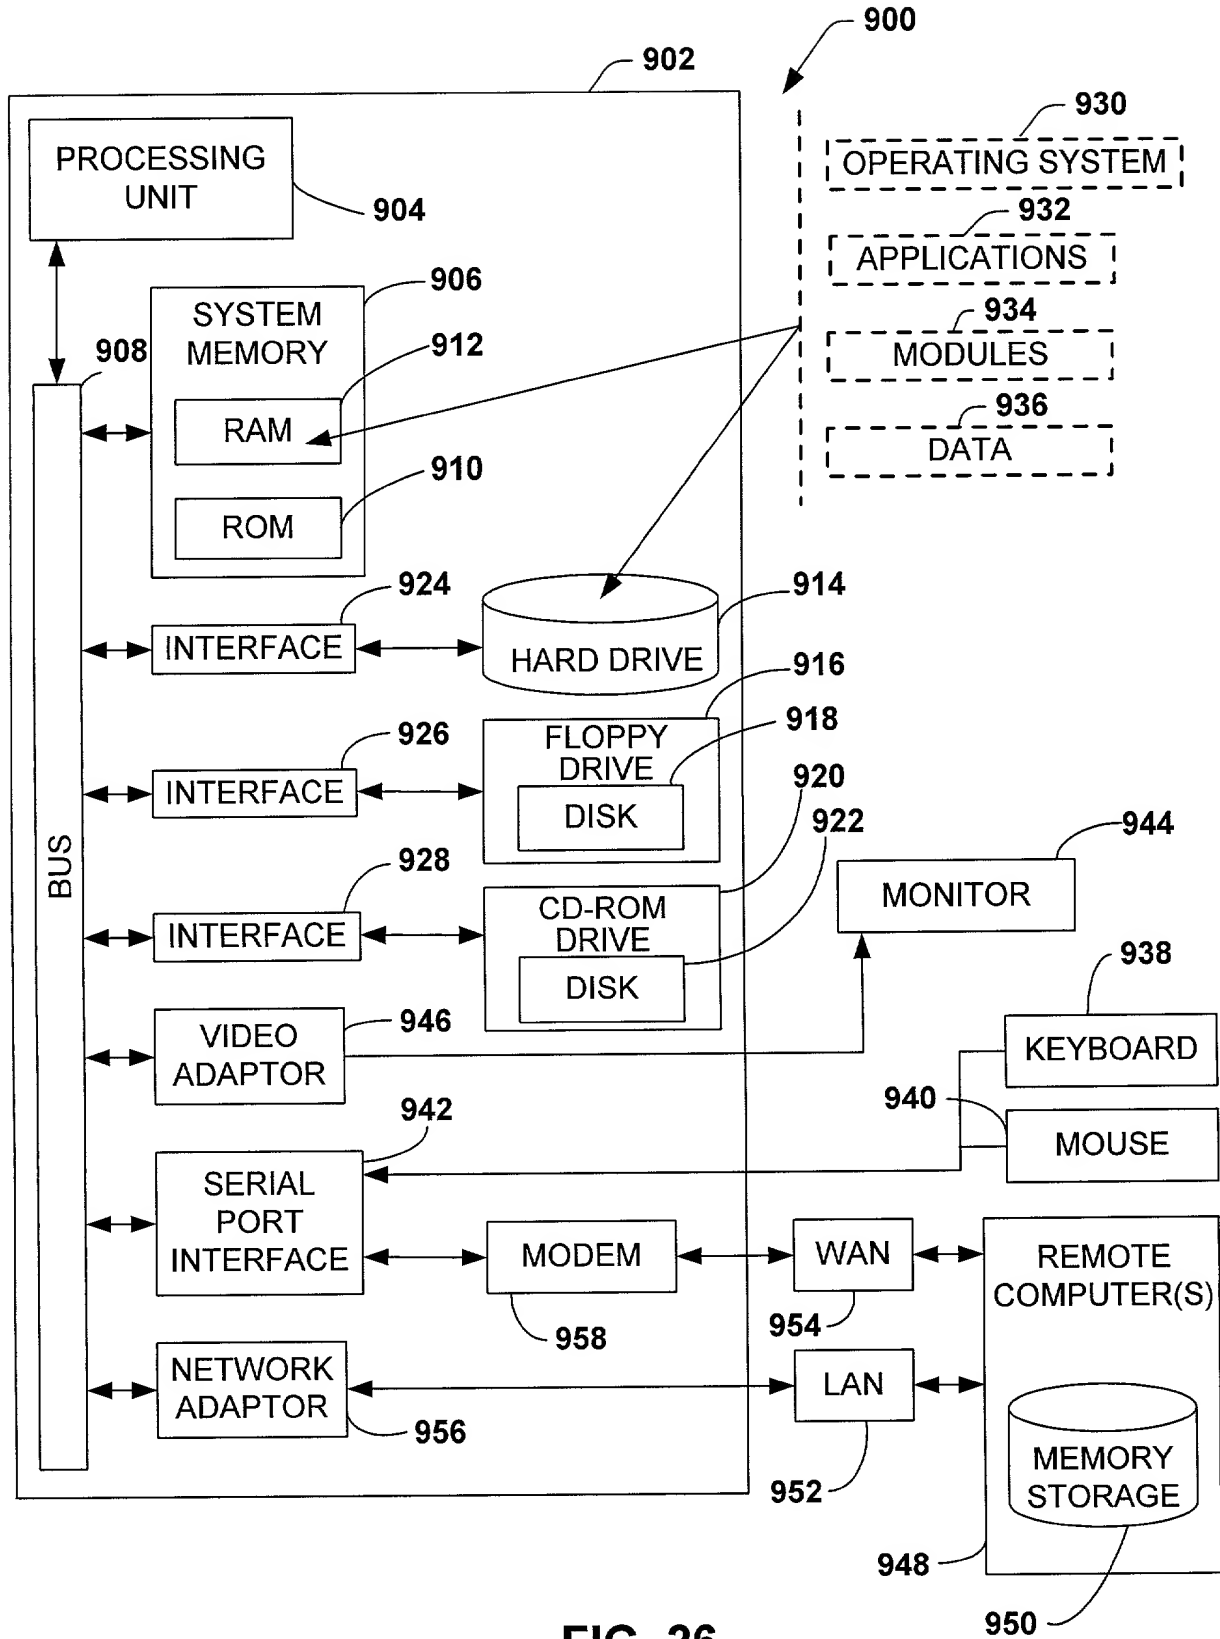 900
902
930
OPERATING SYSTEM
PROCESSING
UNIT
904
932
APPLICATIONS
906
SYSTEM
MEMORY
934
MODULES
908
912
RAM
936
DATA
910
ROM
924
INTERFACE
914
HARD DRIVE
916
926
INTERFACE
918
FLOPPY
DRIVE
DISK
920
922
944
MONITOR
BUS
928
INTERFACE
CD-ROM
DRIVE
DISK
938
KEYBOARD
946
VIDEO
ADAPTOR
940
MOUSE
942
SERIAL
PORT
INTERFACE
MODEM
958
WAN
954
REMOTE
COMPUTER(S)
NETWORK
ADAPTOR
956
LAN
952
MEMORY
STORAGE
948
950
FIG. 26